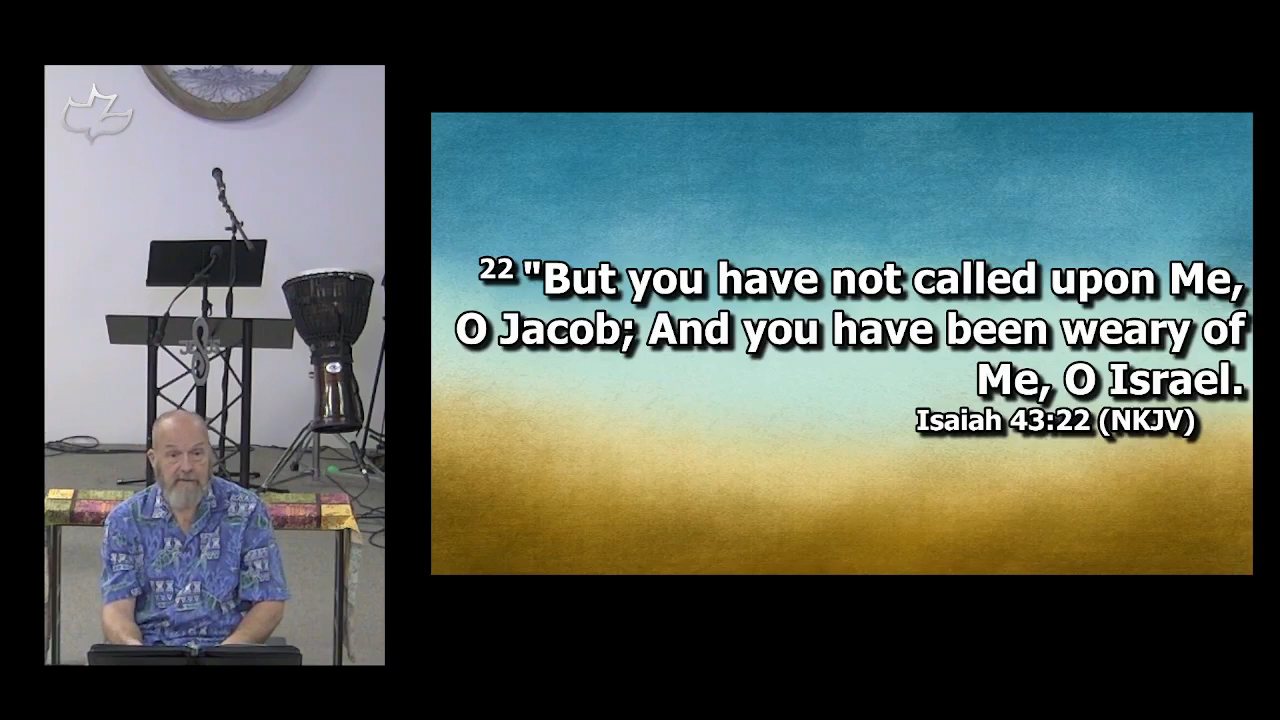 22 "But you have not called upon Me,
O Jacob; And you have been weary of
Me, O Israel.
Isaiah 43:22 (NKJV)